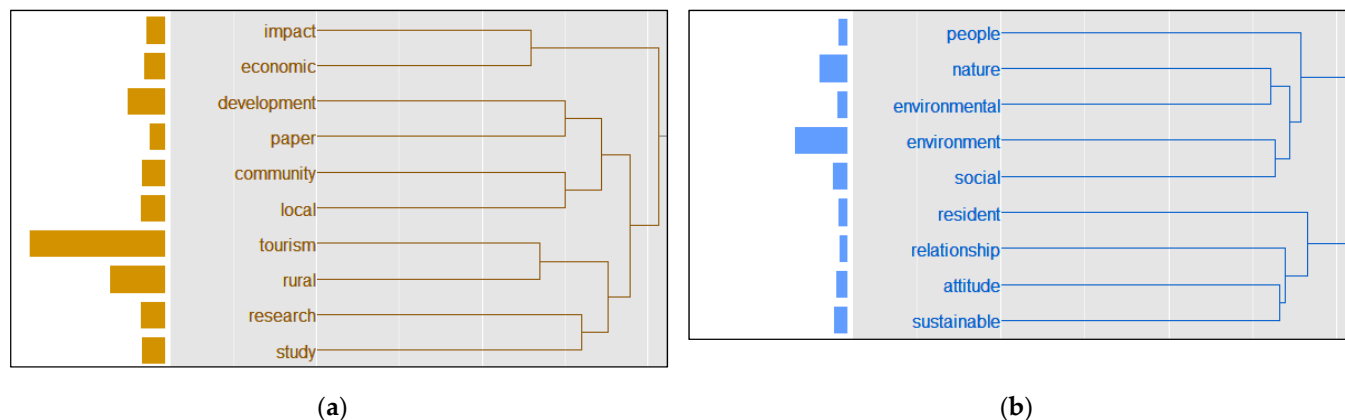 impact
economic
development
paper
community
local
tourism
rural
research
study
(a)
people
nature
environmental
environment
social
resident
relationship
attitude
sustainable
(b)